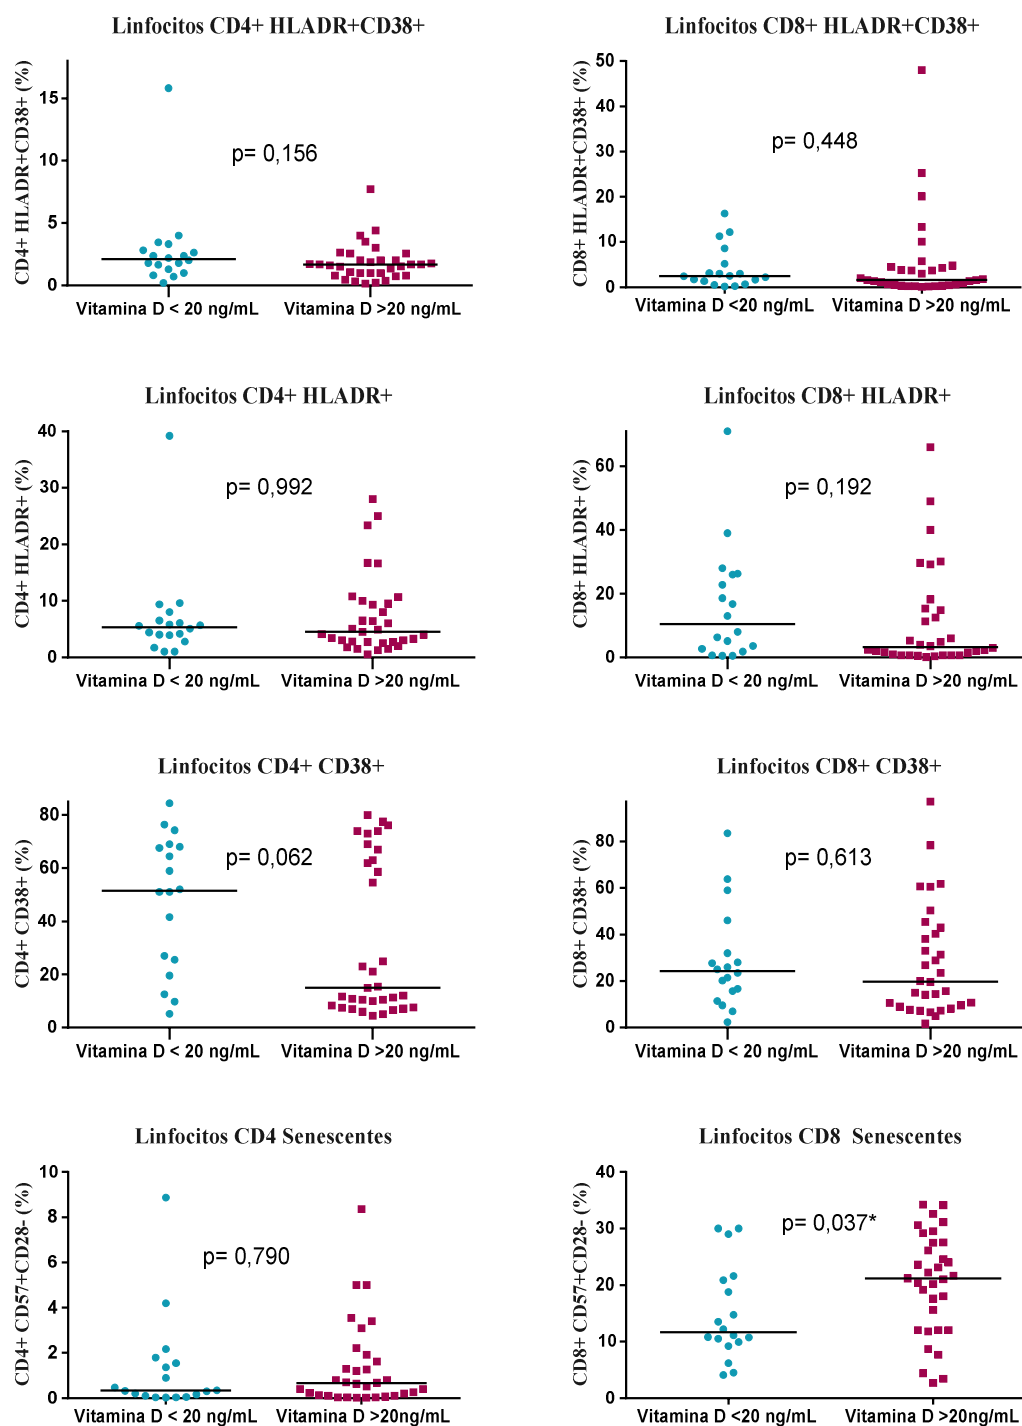 Linfocitos CD4+ HLADR+CD38+
CD4+ HLADR+CD38+ (%)
15
10
5
0
p= 0,156
Vitamina D < 20 ng/mL
Vitamina D >20 ng/mL
Linfocitos CD8+ HLADR+CD38+
CD8+ HLADR+CD38+ (%)
50
40
30
20
10
0
p= 0,448
Vitamina D < 20 ng/mL
Vitamina D >20 ng/mL
Linfocitos CD4+ HLADR+
CD4+ HLADR+ (%)
40
30
20
10
0
p= 0,992
Vitamina D < 20 ng/mL
Vitamina D >20 ng/mL
Linfocitos CD8+ HLADR+
CD8+ HLADR+ (%)
60
40
20
0
p= 0,192
Vitamina D < 20 ng/mL
Vitamina D >20 ng/mL
Linfocitos CD4+ CD38+
CD4+ CD38+ (%)
80
60
40
20
0
p= 0,062
Vitamina D < 20 ng/mL
Vitamina D >20 ng/mL
Linfocitos CD8+ CD38+
CD8+ CD38+ (%)
80
60
40
20
0
p= 0,613
Vitamina D < 20 ng/mL
Vitamina D >20 ng/mL
Linfocitos CD4 Senescentes
CD4+ CD57+CD28- (%)
10
8
6
4
2
0
p= 0,790
Vitamina D < 20 ng/mL
Vitamina D >20ng/mL
Linfocitos CD8 Senescentes
CD8+ CD57+CD28- (%)
40
30
20
10
0
p= 0,037*
Vitamina D <20 ng/mL
Vitamina D >20 ng/mL